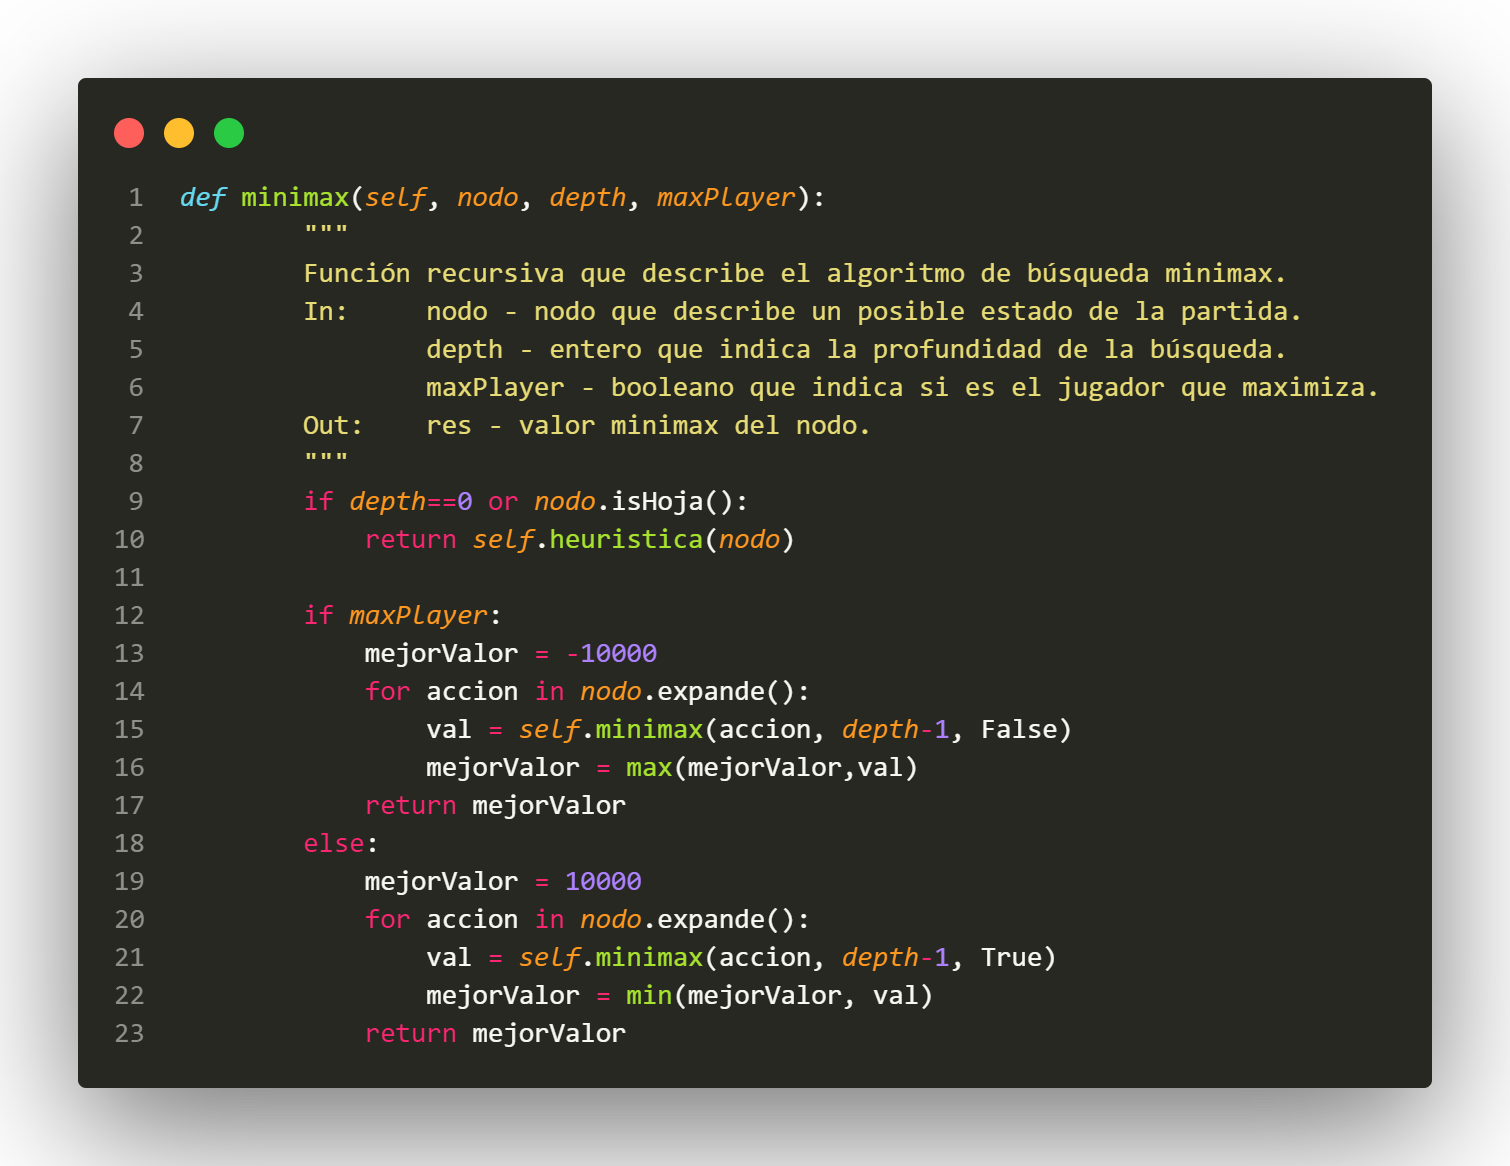 1 def minimax(self, nodo, depth, maxPlayer):
2         """
3         Función recursiva que describe el algoritmo de búsqueda minimax.
4         In:     nodo - nodo que describe un posible estado de la partida.
5                 depth - entero que indica la profundidad de la búsqueda.
6                 maxPlayer - booleano que indica si es el jugador que maximiza.
7         Out:    res - valor minimax del nodo.
8         """
9         if depth==0 or nodo.isHoja():
10             return self.heuristica(nodo)
11
12         if maxPlayer:
13             mejorValor = -10000
14             for accion in nodo.expande():
15                 val = self.minimax(accion, depth-1, False)
16                 mejorValor = max(mejorValor,val)
17             return mejorValor
18         else:
19             mejorValor = 10000
20             for accion in nodo.expande():
21                 val = self.minimax(accion, depth-1, True)
22                 mejorValor = min(mejorValor, val)
23             return mejorValor